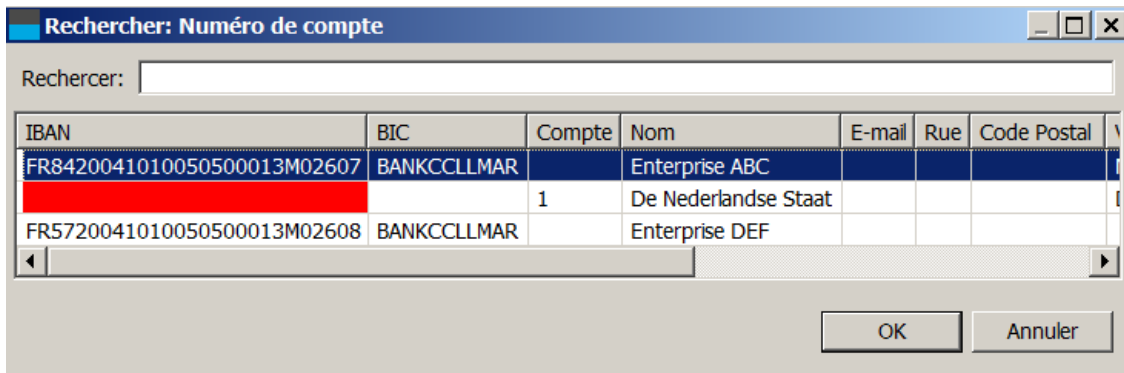 Rechercher: Numéro de compte
Rechercer:
IBAN BIC Compte Nom E-mail Rue Code Postal
FR8420041010050500013M02607 BANKCCLLMAR Enterprise ABC
1 De Nederlandse Staat
FR5720041010050500013M02608 BANKCCLLMAR Enterprise DEF
OK Annuler